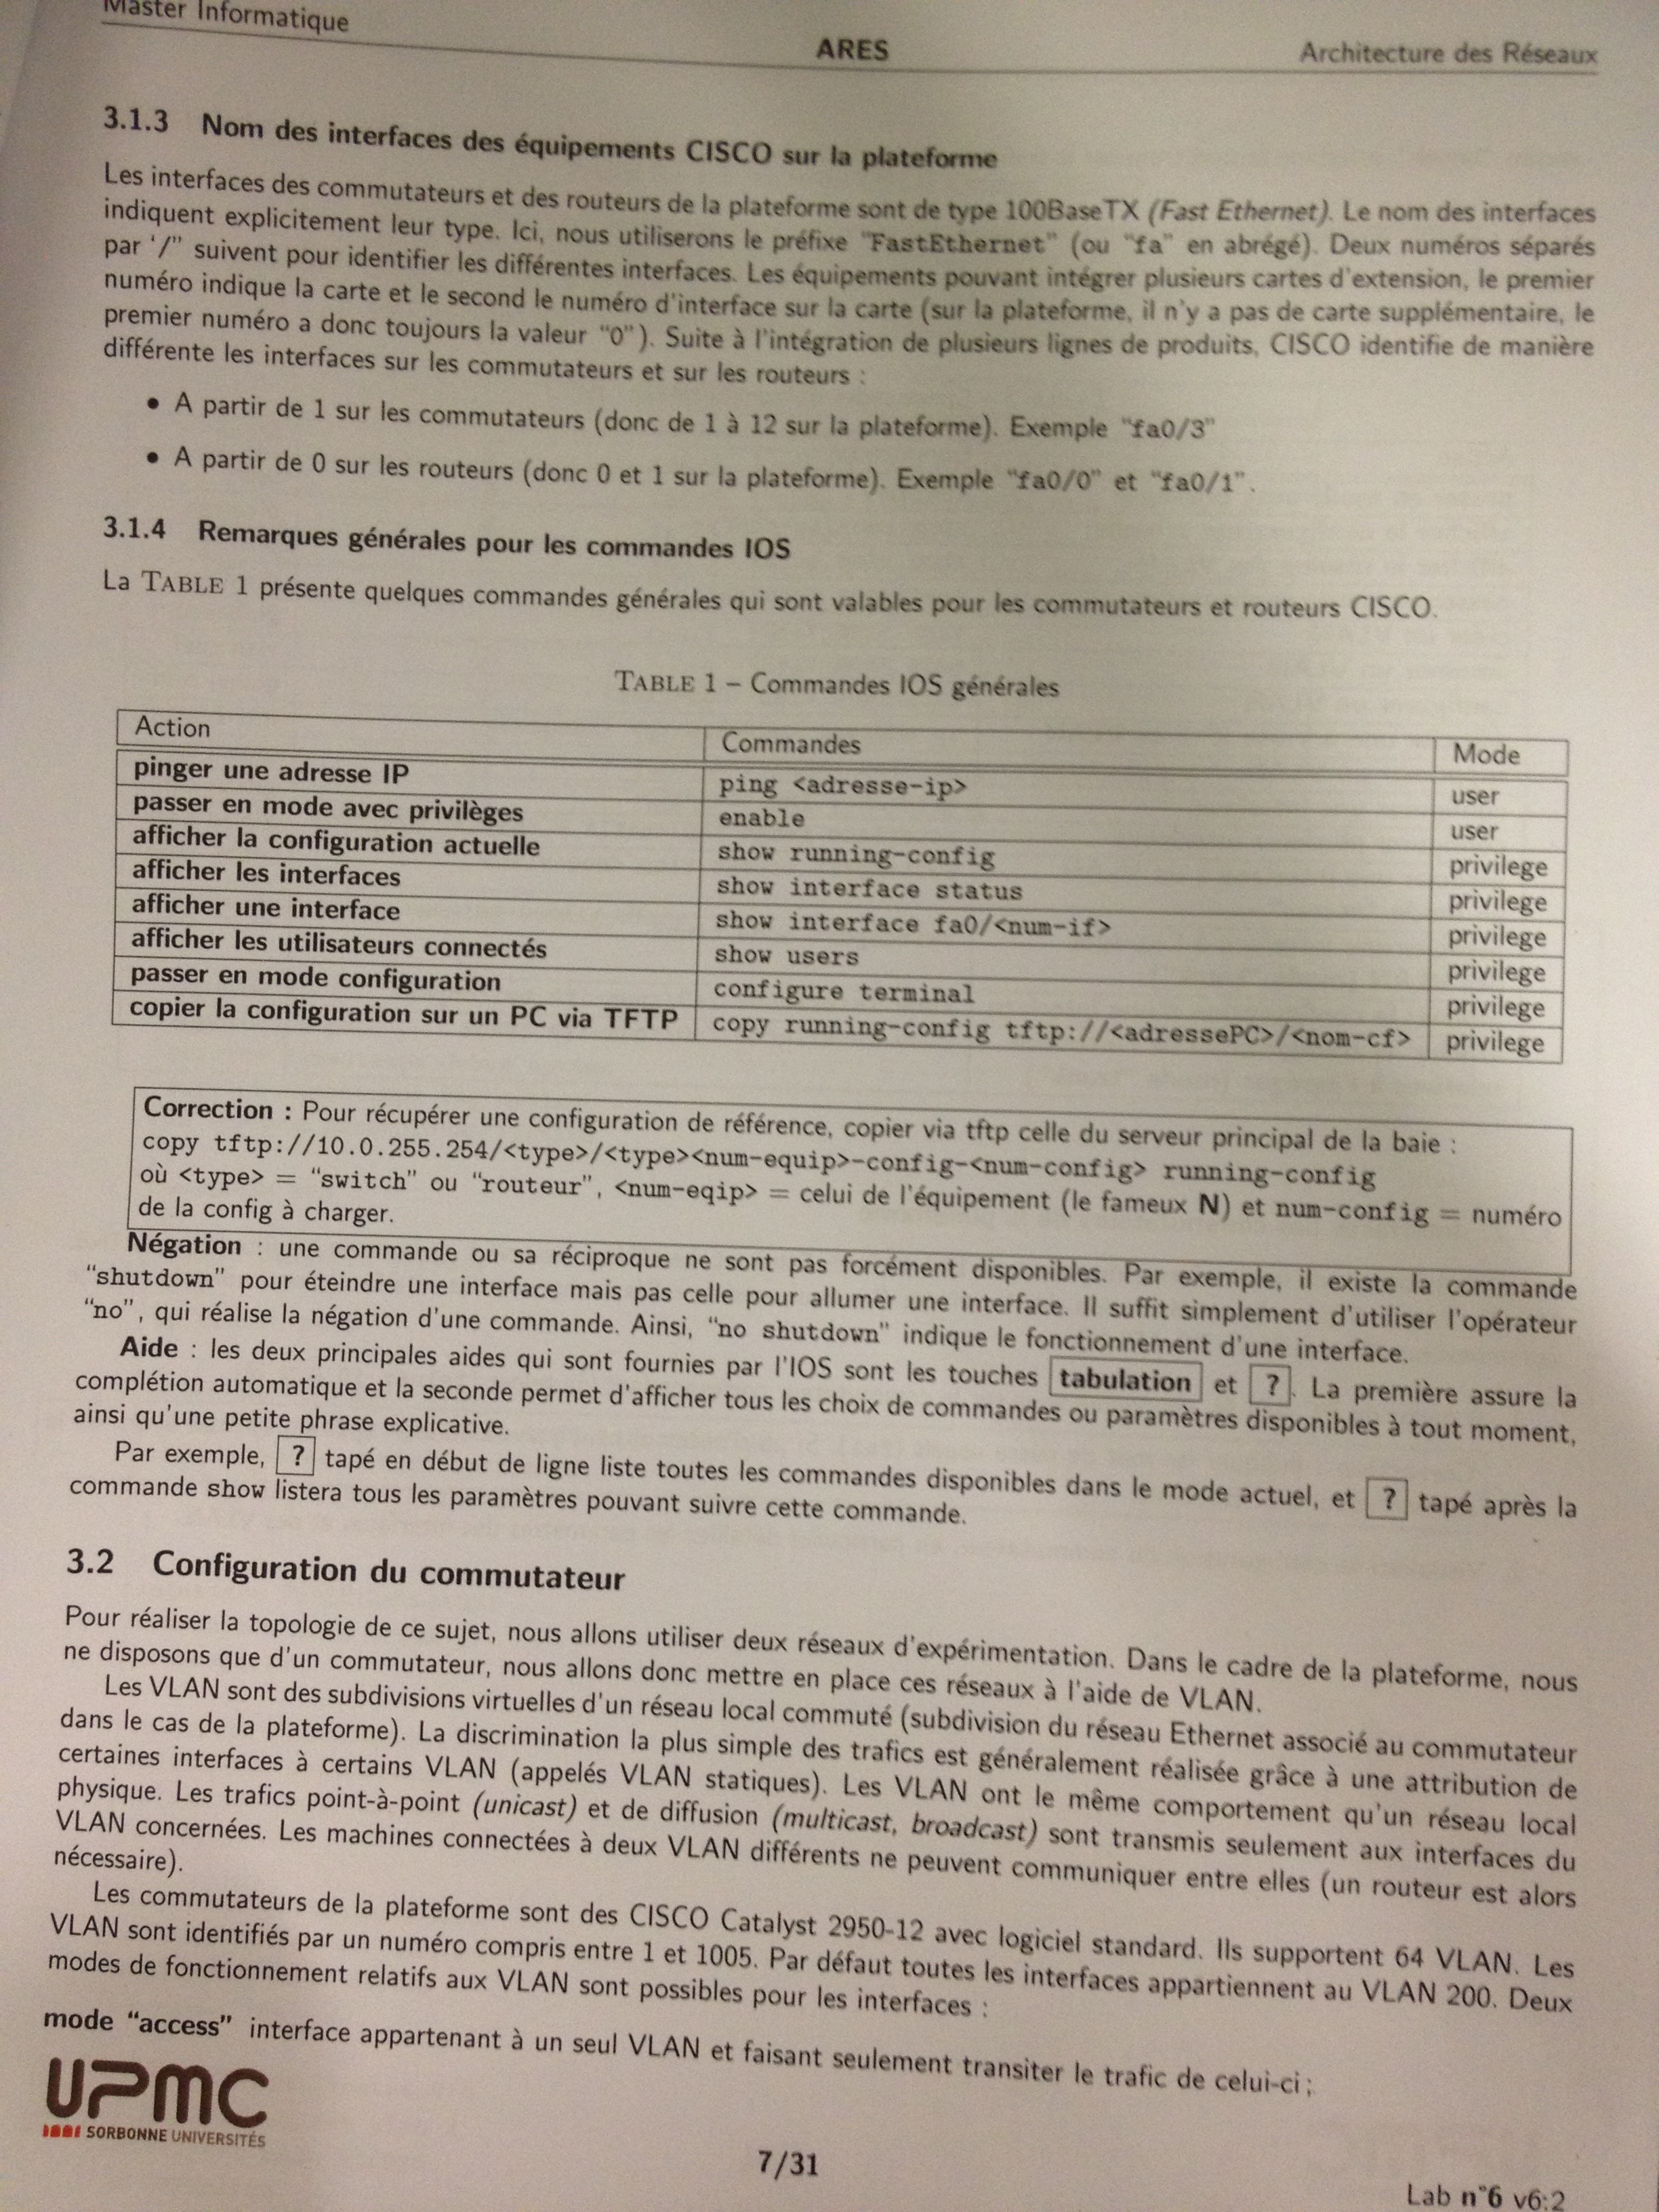 Master Informatique
ARES
Architecture des Réseaux
3.1.3 Nom des interfaces des équipements CISCO sur la plateforme
Les interfaces des commutateurs et des routeurs de la plateforme sont de type 100BaseTX (Fast Ethernet). Le nom des interfaces
indiquent explicitement leur type. Ici, nous utiliserons le préfixe "FastEthernet" (ou "fa" en abrégé). Deux numéros séparés
par '/" suivent pour identifier les différentes interfaces. Les équipements pouvant intégrer plusieurs cartes d'extension, le premier
numéro indique la carte et le second le numéro d'interface sur la carte (sur la plateforme, il n'y a pas de carte supplémentaire, le
premier numéro a donc toujours la valeur "0"). Suite à l'intégration de plusieurs lignes de produits, CISCO identifie de manière
différente les interfaces sur les commutateurs et sur les routeurs :
• A partir de 1 sur les commutateurs (donc de 1 à 12 sur la plateforme). Exemple "fa0/3"
• A partir de 0 sur les routeurs (donc 0 et 1 sur la plateforme). Exemple "fa0/0" et "fa0/1".
3.1.4 Remarques générales pour les commandes IOS
La TABLE 1 présente quelques commandes générales qui sont valables pour les commutateurs et routeurs CISCO.
TABLE 1 – Commandes IOS générales
Action Commandes Mode
pinger une adresse IP ping <adresse-ip> user
passer en mode avec privilèges enable user
afficher la configuration actuelle show running-config privilege
afficher les interfaces show interface status privilege
afficher une interface show interface fa0/<num-if> privilege
afficher les utilisateurs connectés show users privilege
passer en mode configuration configure terminal privilege
copier la configuration sur un PC via TFTP copy running-config tftp://<adressePC>/<nom-cf> privilege
Correction : Pour récupérer une configuration de référence, copier via tftp celle du serveur principal de la baie :
copy tftp://10.0.255.254/<type>/<type><num-equip>-config-<num-config> running-config
où <type> = "switch" ou "routeur", <num-eqip> = celui de l'équipement (le fameux N) et num-config = numéro
de la config à charger.
Négation : une commande ou sa réciproque ne sont pas forcément disponibles. Par exemple, il existe la commande
"shutdown" pour éteindre une interface mais pas celle pour allumer une interface. Il suffit simplement d'utiliser l'opérateur
"no", qui réalise la négation d'une commande. Ainsi, "no shutdown" indique le fonctionnement d'une interface.
Aide : les deux principales aides qui sont fournies par l'IOS sont les touches tabulation et ?. La première assure la
complétion automatique et la seconde permet d'afficher tous les choix de commandes ou paramètres disponibles à tout moment,
ainsi qu'une petite phrase explicative.
Par exemple, ? tapé en début de ligne liste toutes les commandes disponibles dans le mode actuel, et ? tapé après la
commande show listera tous les paramètres pouvant suivre cette commande.
3.2 Configuration du commutateur
Pour réaliser la topologie de ce sujet, nous allons utiliser deux réseaux d'expérimentation. Dans le cadre de la plateforme, nous
ne disposons que d'un commutateur, nous allons donc mettre en place ces réseaux à l'aide de VLAN.
Les VLAN sont des subdivisions virtuelles d'un réseau local commuté (subdivision du réseau Ethernet associé au commutateur
dans le cas de la plateforme). La discrimination la plus simple des trafics est généralement réalisée grâce à une attribution de
certaines interfaces à certains VLAN (appelés VLAN statiques). Les VLAN ont le même comportement qu'un réseau local
physique. Les trafics point-à-point (unicast) et de diffusion (multicast, broadcast) sont transmis seulement aux interfaces du
VLAN concernées. Les machines connectées à deux VLAN différents ne peuvent communiquer entre elles (un routeur est alors
nécessaire).
Les commutateurs de la plateforme sont des CISCO Catalyst 2950-12 avec logiciel standard. Ils supportent 64 VLAN. Les
VLAN sont identifiés par un numéro compris entre 1 et 1005. Par défaut toutes les interfaces appartiennent au VLAN 200. Deux
modes de fonctionnement relatifs aux VLAN sont possibles pour les interfaces :
mode "access" interface appartenant à un seul VLAN et faisant seulement transiter le trafic de celui-ci ;
UPMC
SORBONNE UNIVERSITÉS
7/31
Lab n°6 v6:2